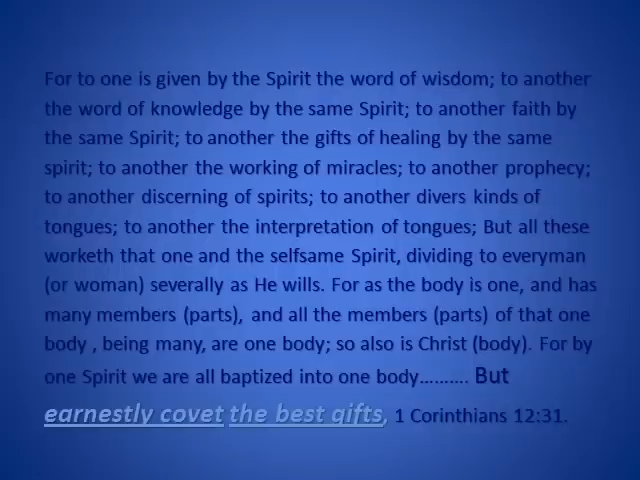 For to one is given by the Spirit the word of wisdom; to another
the word of knowledge by the same Spirit; to another faith by
the same Spirit; to another the gifts of healing by the same
spirit; to another the working of miracles; to another prophecy;
to another discerning of spirits; to another divers kinds of
tongues; to another the interpretation of tongues; But all these
worketh that one and the selfsame Spirit, dividing to everyman
(or woman) severally as He wills. For as the body is one, and has
many members (parts), and all the members (parts) of that one
body , being many, are one body; so also is Christ (body). For by
one Spirit we are all baptized into one body………. But
earnestly covet the best gifts, 1 Corinthians 12:31.